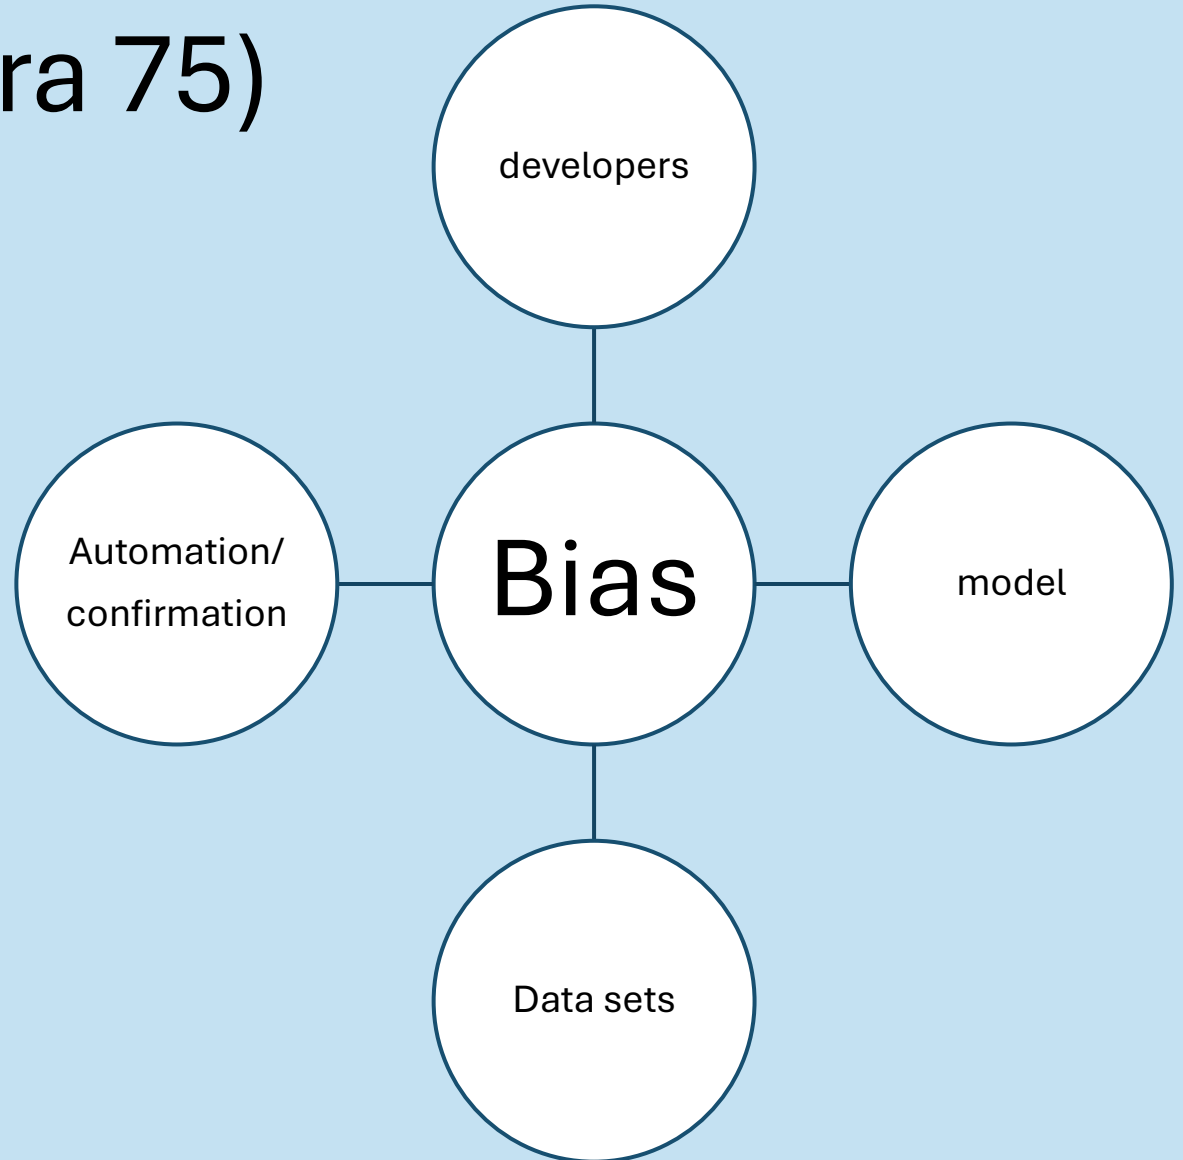 ra 75)
developers
Automation/
confirmation
Bias
model
Data sets